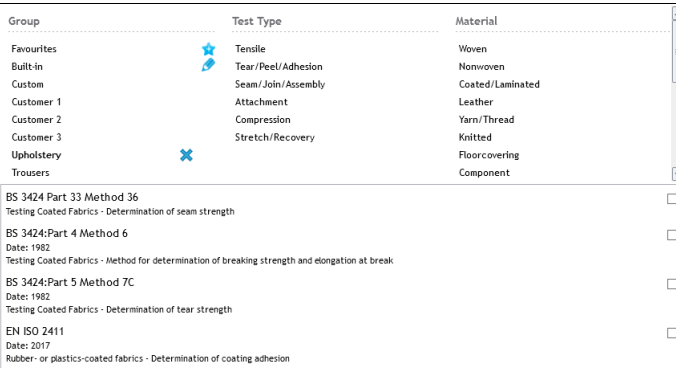 Group
Test Type
Material
Favourites
Tensile
Woven
Built-in
Tear/Peel/Adhesion
Nonwoven
Custom
Seam/Join/Assembly
Coated/Laminated
Customer 1
Attachment
Leather
Customer 2
Compression
Yarn/Thread
Customer 3
Stretch/Recovery
Knitted
Upholstery
Floorcovering
Trousers
Component
BS 3424 Part 33 Method 36
Testing Coated Fabrics - Determination of seam strength
BS 3424:Part 4 Method 6
Date: 1982
Testing Coated Fabrics - Method for determination of breaking strength and elongation at break
BS 3424:Part 5 Method 7C
Date: 1982
Testing Coated Fabrics - Determination of tear strength
EN ISO 2411
Date: 2017
Rubber- or plastics-coated fabrics - Determination of coating adhesion